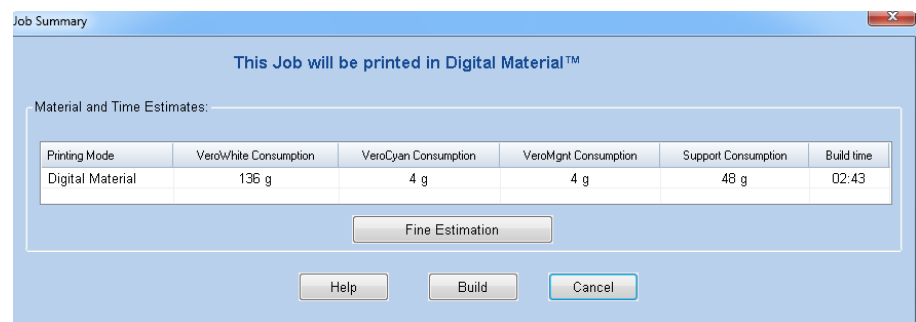 Job Summary
This Job will be printed in Digital Material™
Material and Time Estimates:
Printing Mode VeroWhite Consumption VeroCyan Consumption VeroMgnt Consumption Support Consumption Build time
Digital Material 136 g 4 g 4 g 48 g 02:43
Fine Estimation
Help Build Cancel